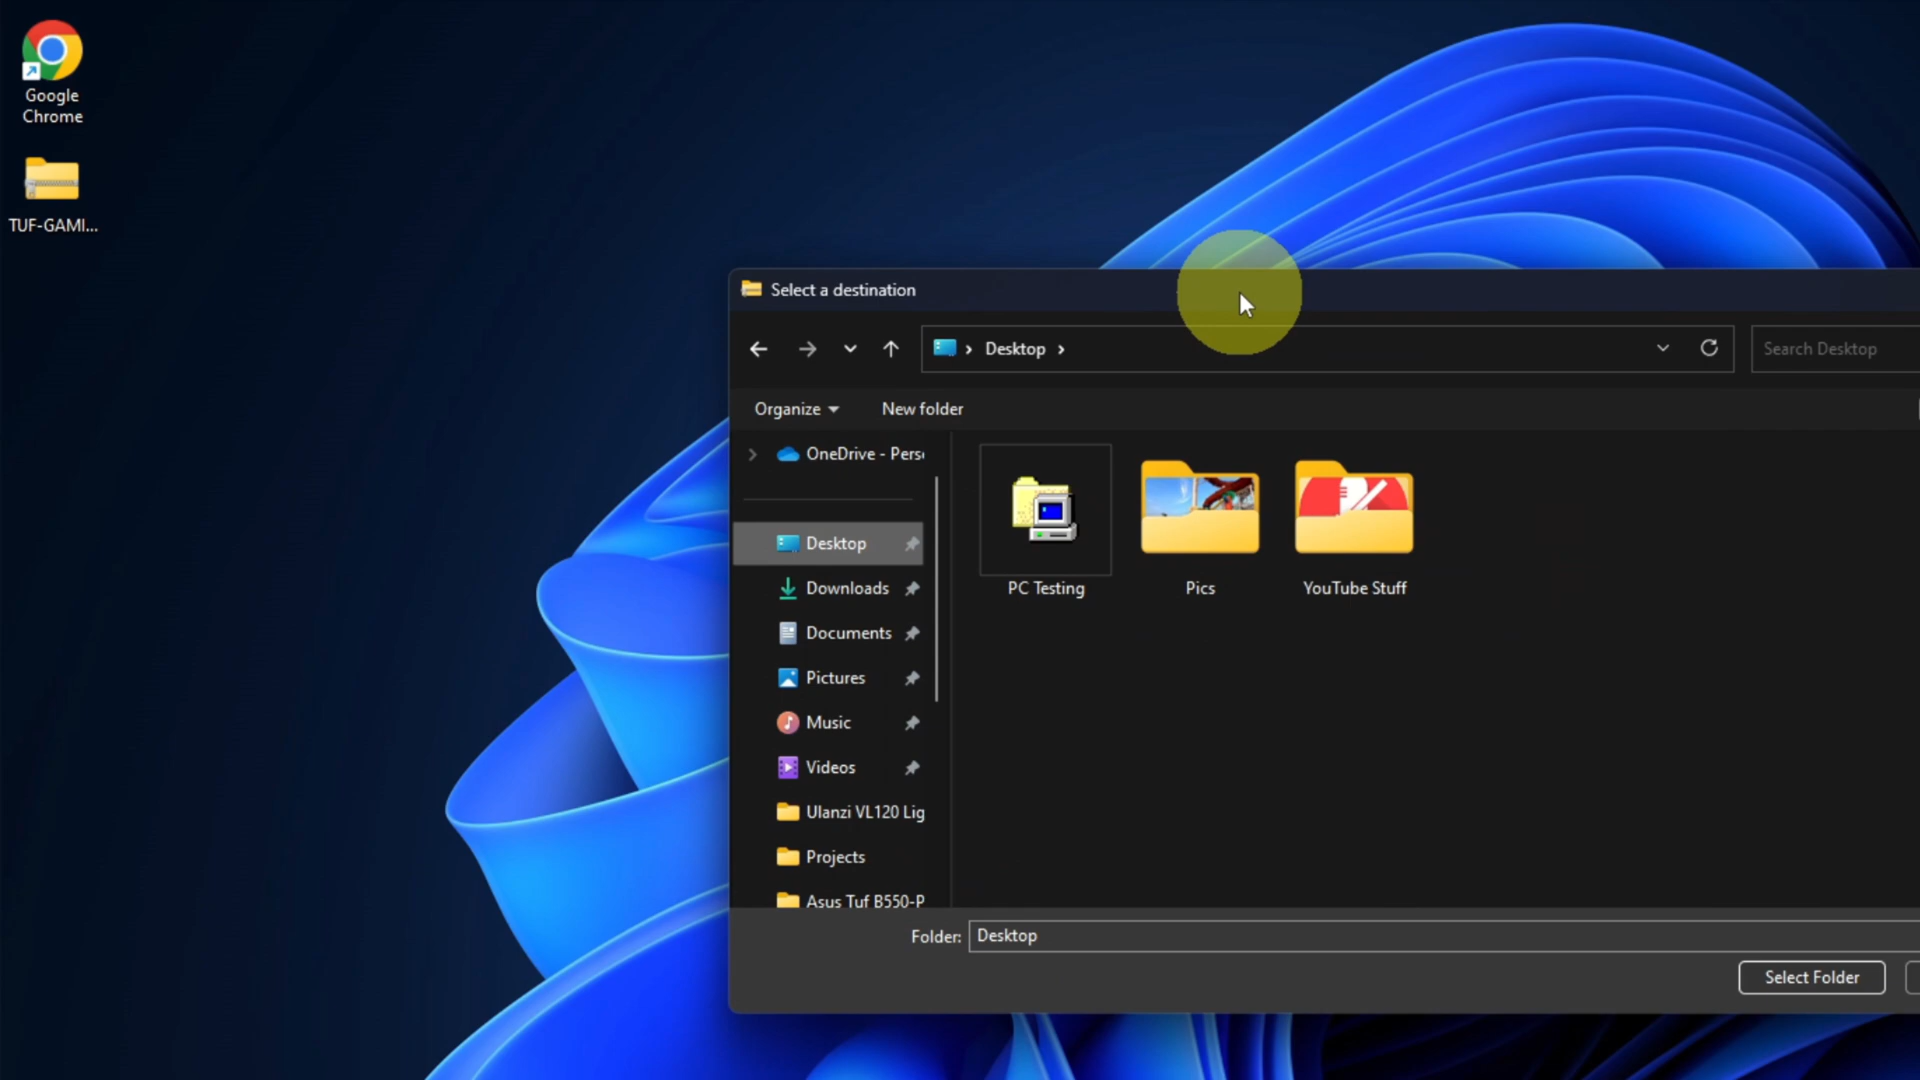 Google
Chrome
TUF-GAMI...
Select a destination
Desktop
Search Desktop
Organize
New folder
OneDrive - Pers
Desktop
Downloads
Documents
Pictures
Music
Videos
Ulanzi VL120 Lig
Projects
Asus Tuf B550-P
PC Testing
Pics
YouTube Stuff
Folder:
Desktop
Select Folder